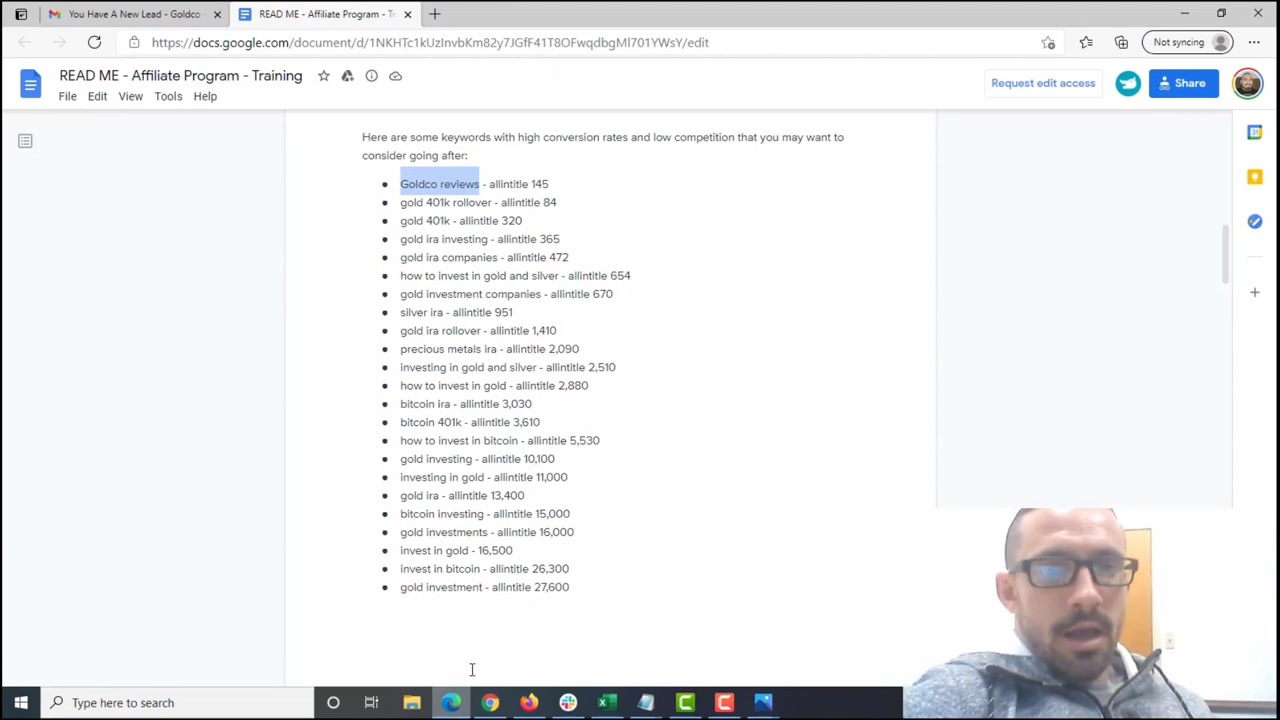 You Have A New Lead - Goldco
READ ME - Affiliate Program - Tr
https://docs.google.com/document/d/1NKHTc1kUzInvbKm82y7JGfF41T8OFwqdbgMl701YWsY/edit
Not syncing
READ ME - Affiliate Program - Training
File Edit View Tools Help
Request edit access
Share
Here are some keywords with high conversion rates and low competition that you may want to
consider going after:
• Goldco reviews - allintitle 145
• gold 401k rollover - allintitle 84
• gold 401k - allintitle 320
• gold ira investing - allintitle 365
• gold ira companies - allintitle 472
• how to invest in gold and silver - allintitle 654
• gold investment companies - allintitle 670
• silver ira - allintitle 951
• gold ira rollover - allintitle 1,410
• precious metals ira - allintitle 2,090
• investing in gold and silver - allintitle 2,510
• how to invest in gold - allintitle 2,880
• bitcoin ira - allintitle 3,030
• bitcoin 401k - allintitle 3,610
• how to invest in bitcoin - allintitle 5,530
• gold investing - allintitle 10,100
• investing in gold - allintitle 11,000
• gold ira - allintitle 13,400
• bitcoin investing - allintitle 15,000
• gold investments - allintitle 16,000
• invest in gold - 16,500
• invest in bitcoin - allintitle 26,300
• gold investment - allintitle 27,600
Type here to search